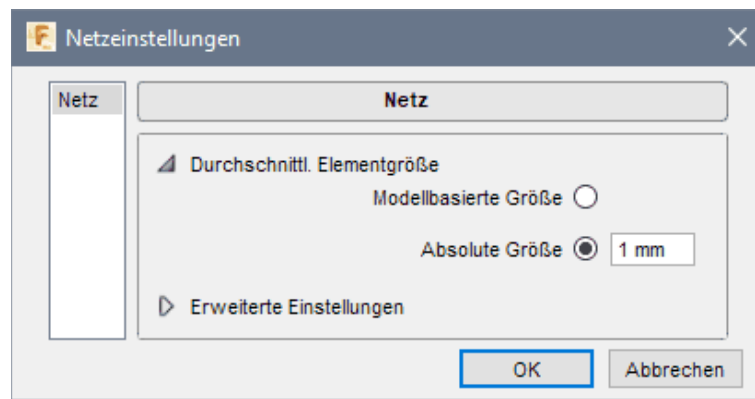 Netzeinstellungen
Netz
Netz
Durchschnittl. Elementgröße
Modellbasierte Größe
Absolute Größe 1 mm
Erweiterte Einstellungen
OK Abbrechen